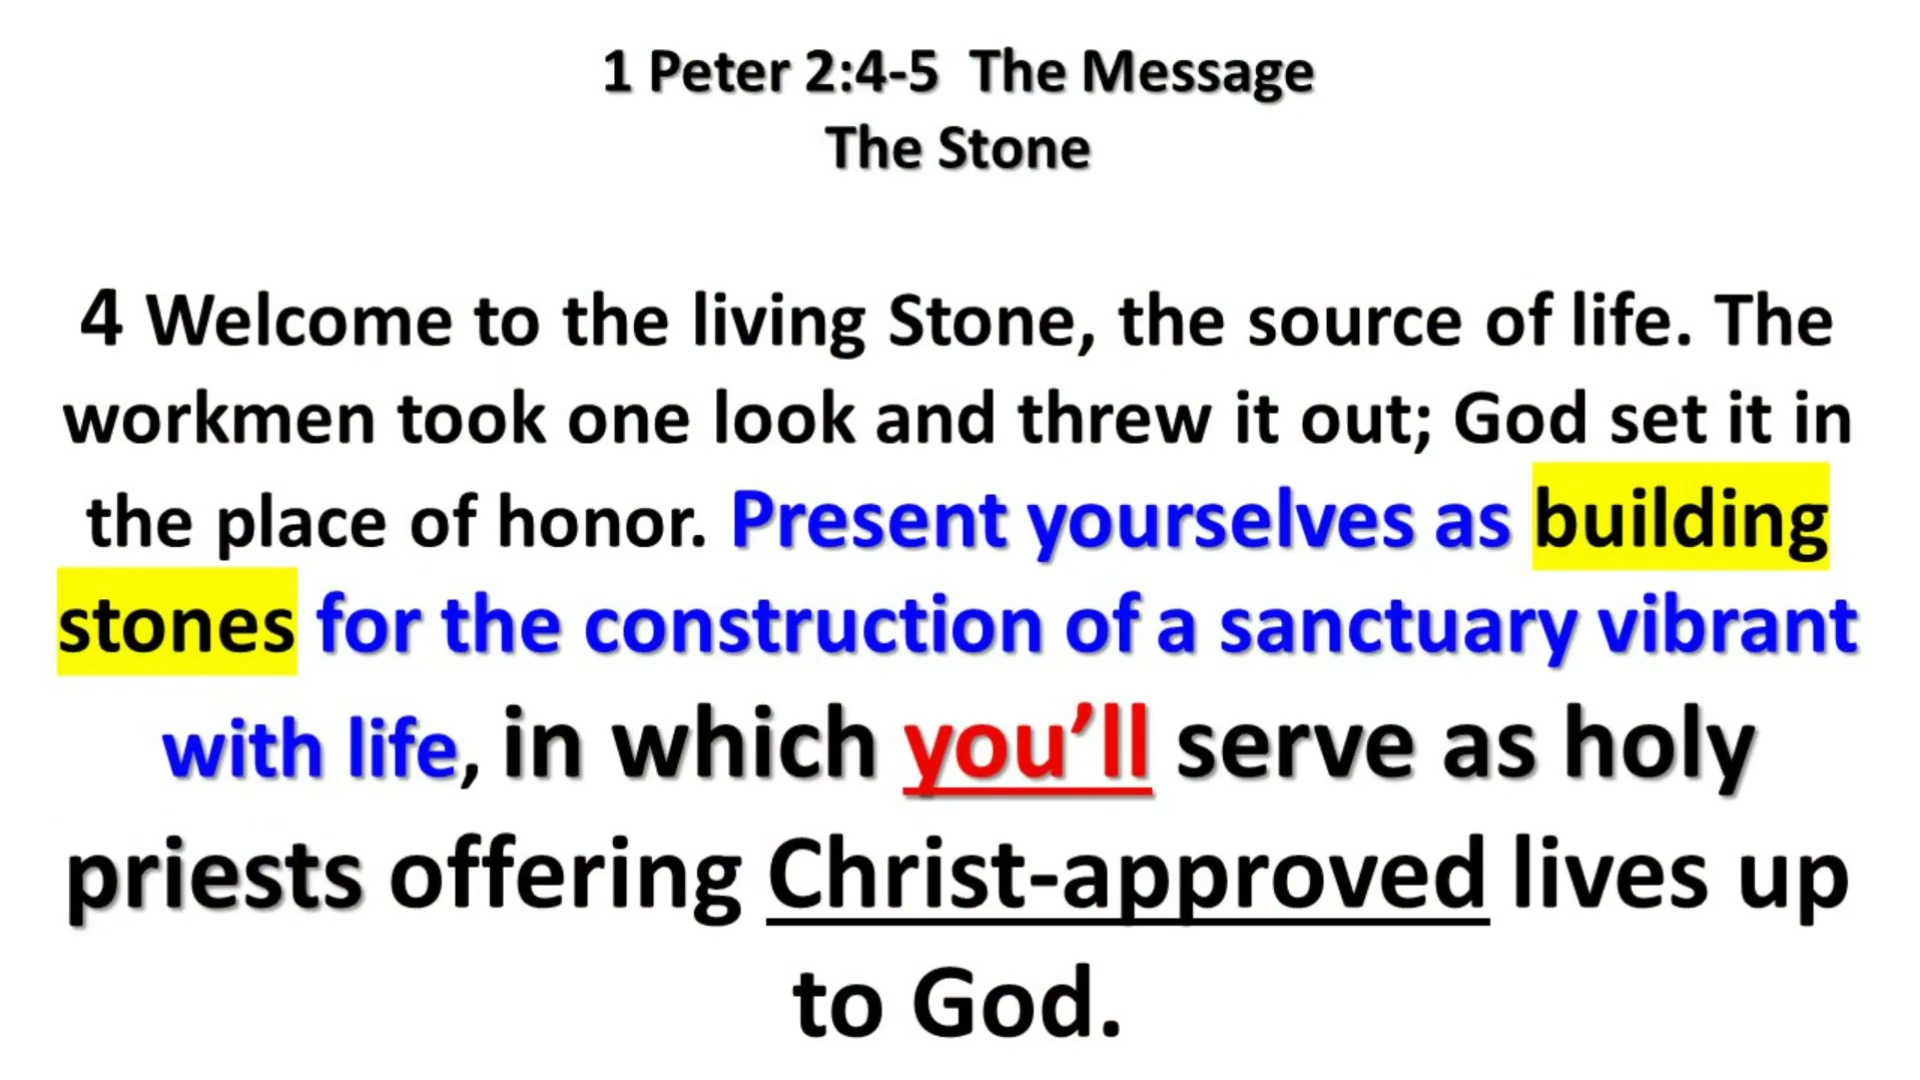 1 Peter 2:4-5  The Message
The Stone
4 Welcome to the living Stone, the source of life. The
workmen took one look and threw it out; God set it in
the place of honor. Present yourselves as building
stones for the construction of a sanctuary vibrant
with life, in which you’ll serve as holy
priests offering Christ-approved lives up
to God.